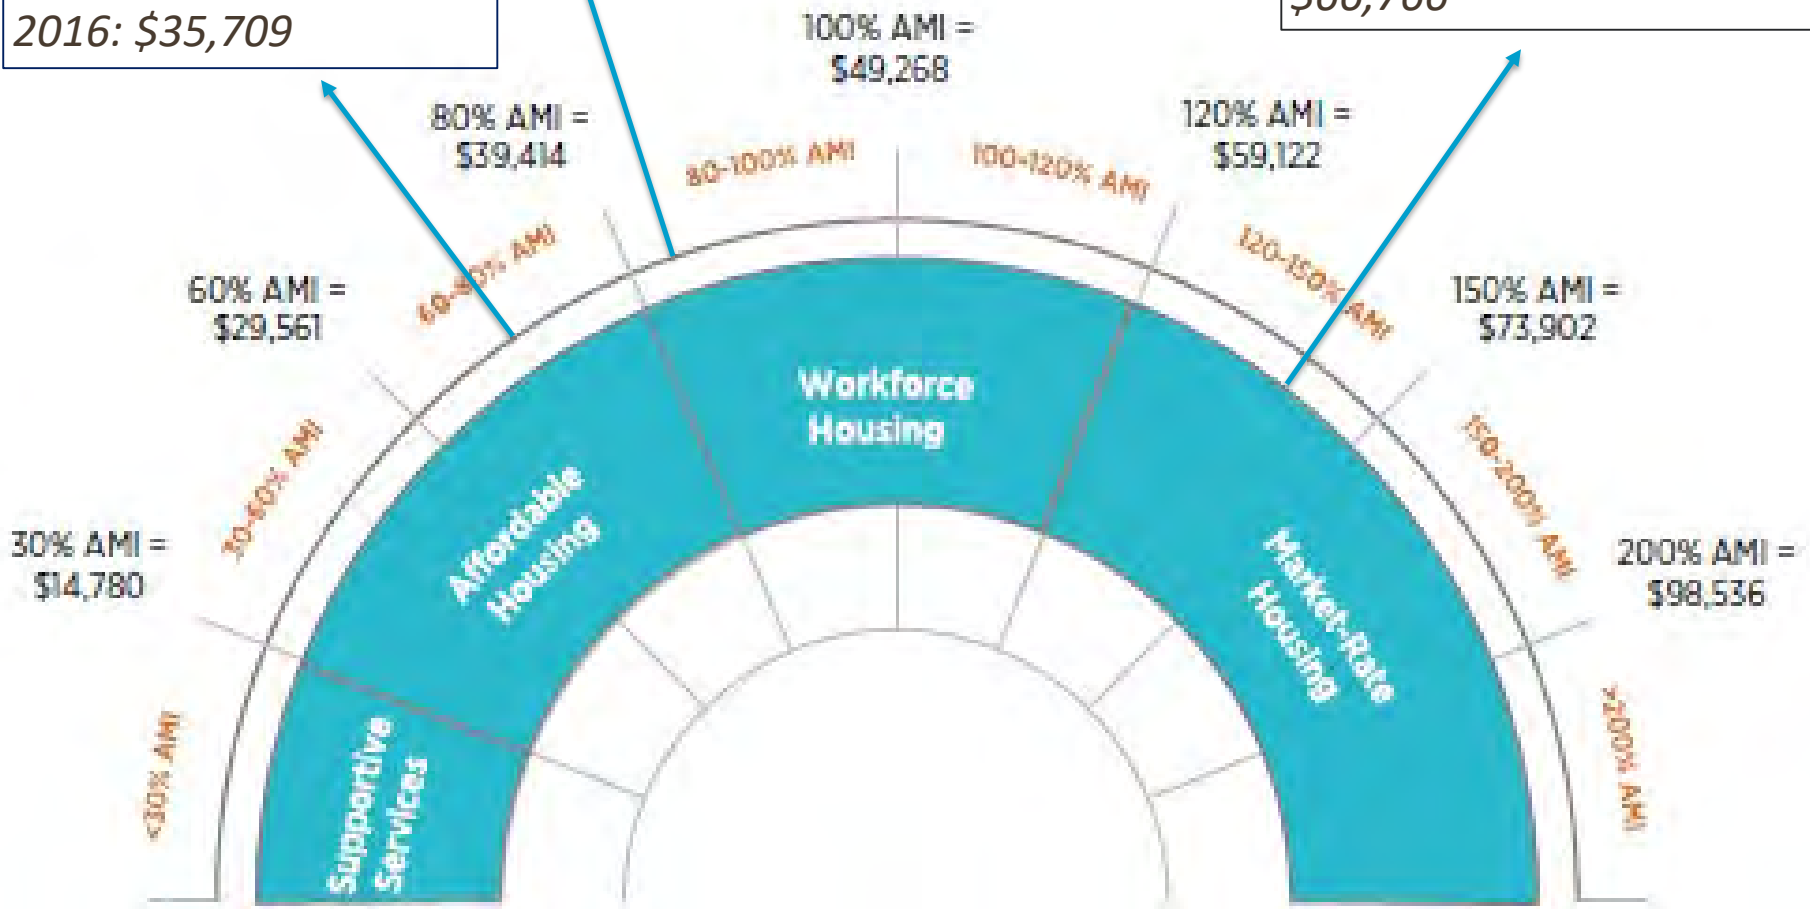 2016: $35,709
100% AMI =
$49,268
80% AMI =
$39,414
120% AMI =
$59,122
80-100% AMI
100-120% AMI
60-80% AMI
120-150% AMI
60% AMI =
$29,561
150% AMI =
$73,902
Workforce
Housing
30-60% AMI
150-200% AMI
Affordable
Housing
Market-Rate
Housing
30% AMI =
$14,780
200% AMI =
$98,536
<30% AMI
>200% AMI
Supportive
Services